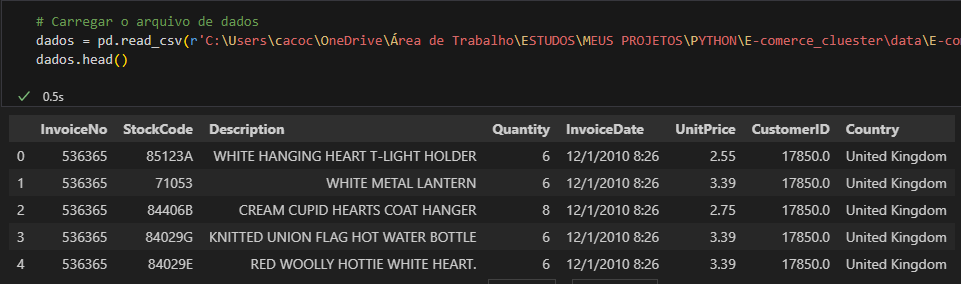 # Carregar o arquivo de dados
dados = pd.read_csv(r'C:\Users\cacoc\OneDrive\Área de Trabalho\ESTUDOS\MEUS PROJETOS\PYTHON\E-comerce_cluester\data\E-co
dados.head()
0.5s
InvoiceNo StockCode Description Quantity InvoiceDate UnitPrice CustomerID Country
0 536365 85123A WHITE HANGING HEART T-LIGHT HOLDER 6 12/1/2010 8:26 2.55 17850.0 United Kingdom
1 536365 71053 WHITE METAL LANTERN 6 12/1/2010 8:26 3.39 17850.0 United Kingdom
2 536365 84406B CREAM CUPID HEARTS COAT HANGER 8 12/1/2010 8:26 2.75 17850.0 United Kingdom
3 536365 84029G KNITTED UNION FLAG HOT WATER BOTTLE 6 12/1/2010 8:26 3.39 17850.0 United Kingdom
4 536365 84029E RED WOOLLY HOTTIE WHITE HEART. 6 12/1/2010 8:26 3.39 17850.0 United Kingdom